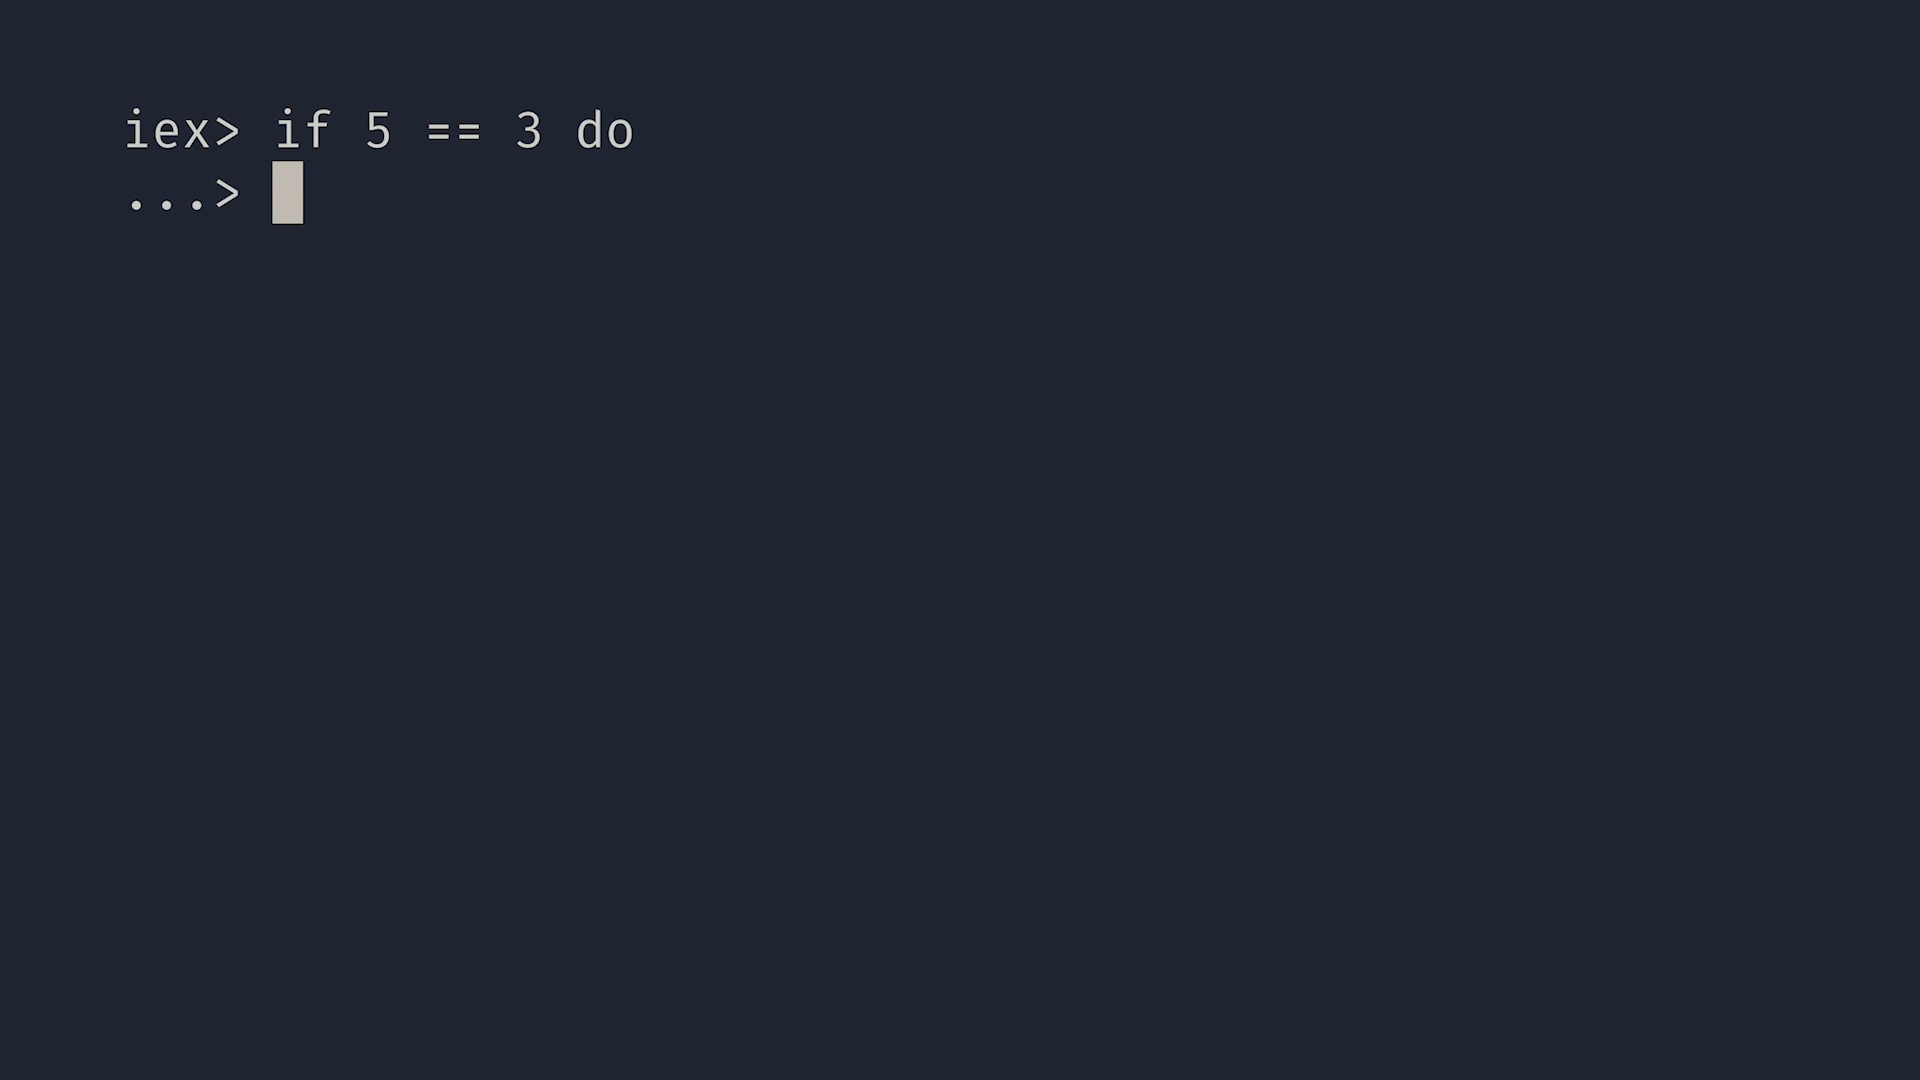 iex> if 5 == 3 do
...>